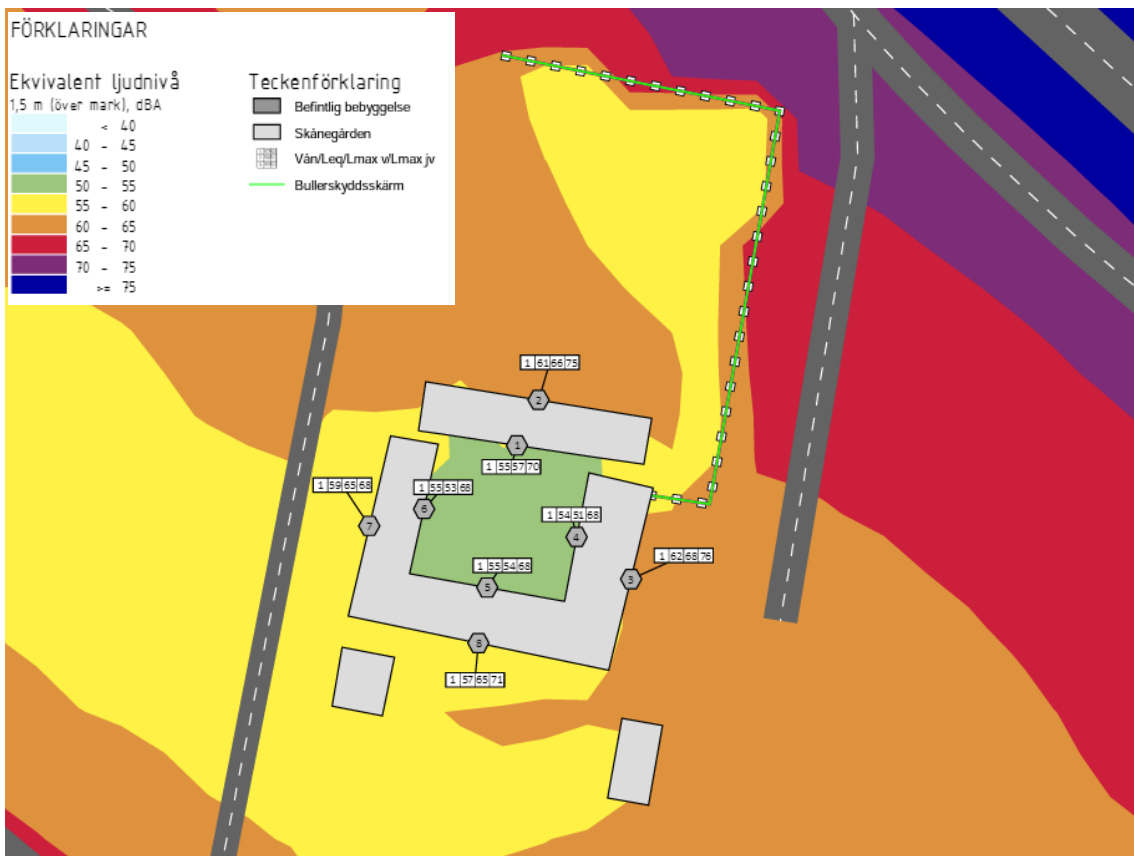 FÖRKLARINGAR
Ekvivalent ljudnivå
1,5 m (över mark), dBA
< 40
40 - 45
45 - 50
50 - 55
55 - 60
60 - 65
65 - 70
70 - 75
>= 75
Teckenförklaring
Befintlig bebyggelse
Skånegården
Vån/Leq/Lmax v/Lmax jv
Bullerskyddsskärm
1 61 66 75
2
1
1 55 57 70
1 59 65 68
1 55 53 68
6
7
1 54 51 68
4
1 55 54 68
5
1 62 68 76
3
8
1 57 65 71